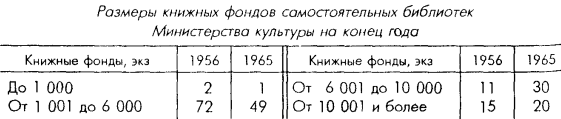 Размеры книжных фондов самостоятельных библиотек
Министерства культуры на конец года
Книжные фонды, экз 1956 1965 Книжные фонды, экз 1956 1965
До 1 000 2 1 От 6 001 до 10 000 11 30
От 1 001 до 6 000 72 49 От 10 001 и более 15 20